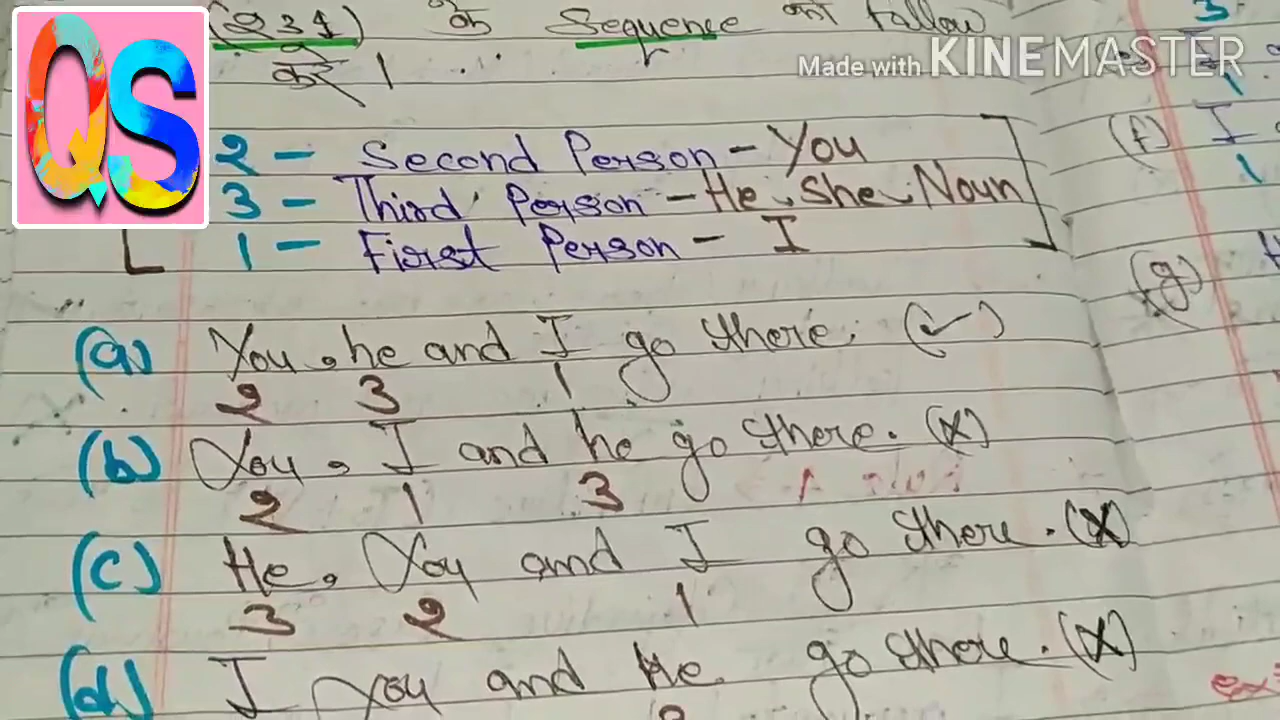 QS
Made with KINEMASTER
(231) के Sequence को follow
करें ।
2 - Second Person - You
3 - Third Person - He, She, Noun
1 - First Person - I
(a) You, he and I go there. (✓)
2 3 1
(b) You, I and he go there. (X)
2 1 3
(c) He, You and I go there. (X)
3 2 1
(d) I You and He go there. (X)
3
1
(f) I
1
(g)